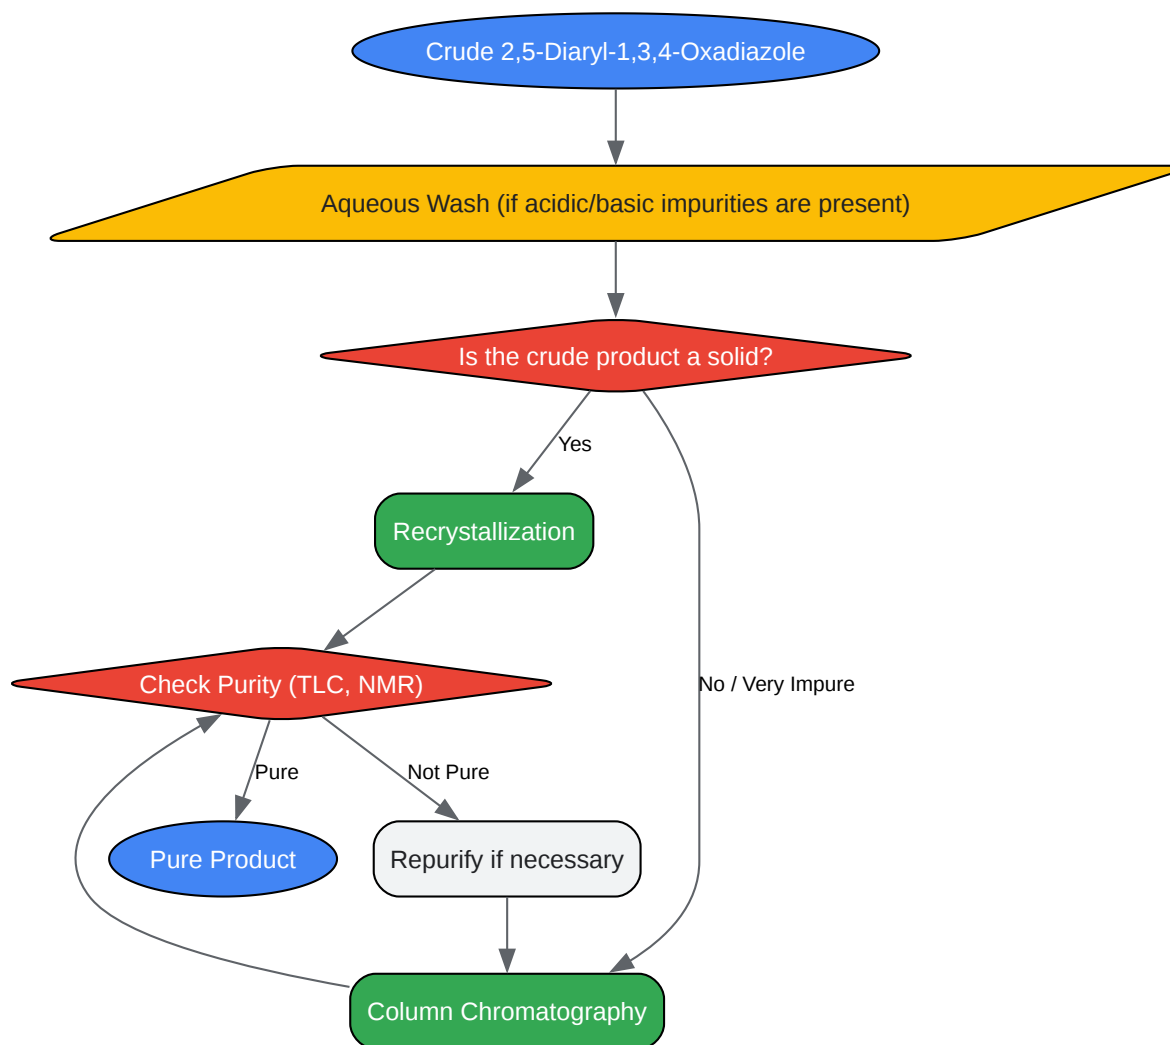 Crude 2,5-Diaryl-1,3,4-Oxadiazole
Aqueous Wash (if acidic/basic impurities are present)
Is the crude product a solid?
Yes
Recrystallization
Check Purity (TLC, NMR)
No / Very Impure
Pure
Not Pure
Pure Product
Repurify if necessary
Column Chromatography